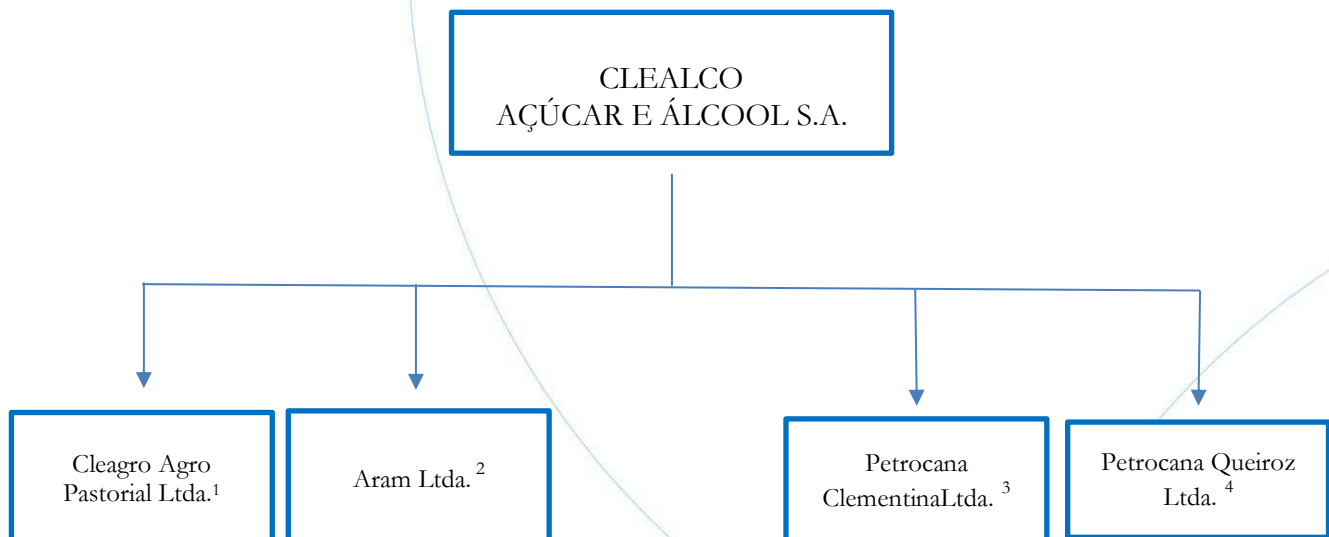 CLEALCO
AÇÚCAR E ÁLCOOL S.A.
Cleagro Agro
Pastorial Ltda.¹
Aram Ltda. ²
Petrocana
ClementinaLtda. ³
Petrocana Queiroz
Ltda. ⁴